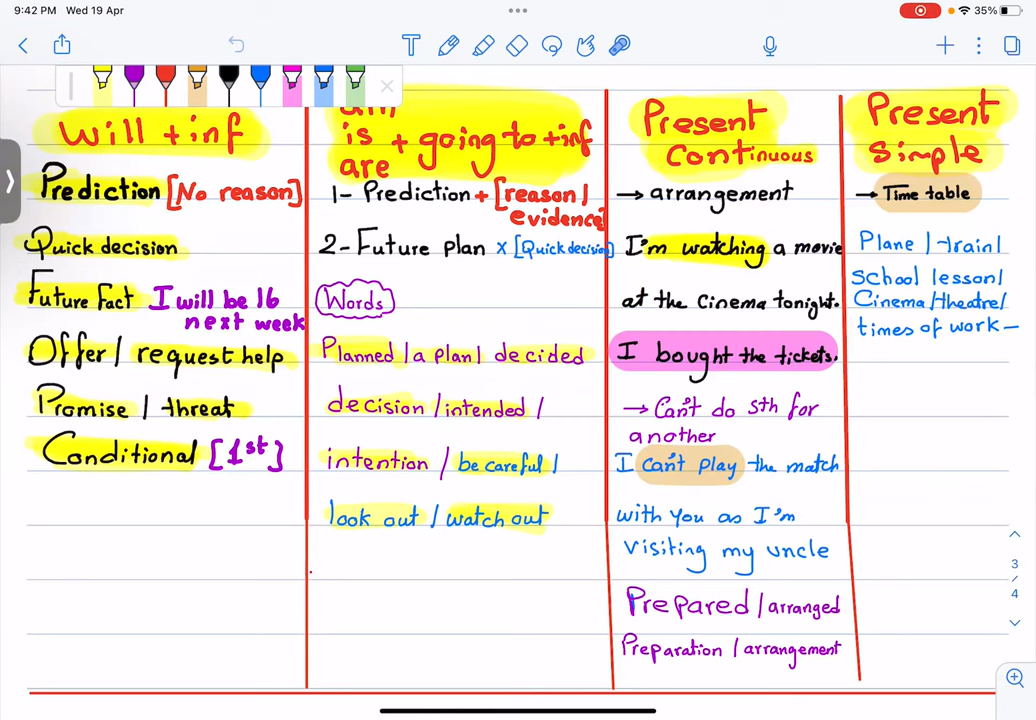 9:42 PM Wed 19 Apr
35%
Will + inf
Prediction [No reason]
Quick decision
Future Fact I will be 16
next week
Offer / request help
Promise / threat
Conditional [1st]
am
is + going to + inf
are
1- Prediction + [reason /
evidence]
2- Future plan x [Quick decision]
Words
Planned / a plan / decided
decision / intended /
intention / be careful /
look out / watch out
Present
Continuous
→ arrangement
I'm watching a movie
at the Cinema tonight.
I bought the tickets.
→ Can't do sth for
another
I can't play the match
with you as I'm
visiting my uncle
Prepared / arranged
Preparation / arrangement
Present
Simple
→ Time table
Plane / train /
school lesson /
Cinema / theatre /
times of work –
3
/
4